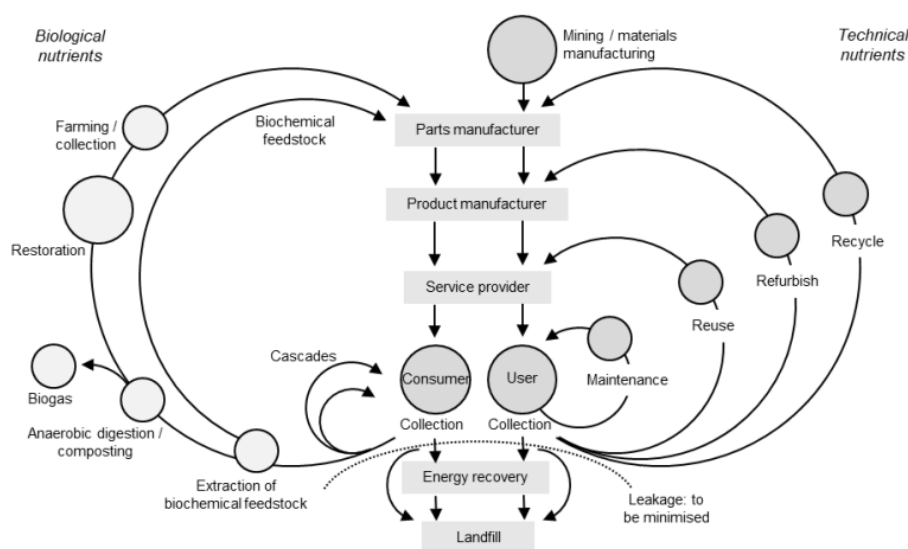 Biological
nutrients
Mining / materials
manufacturing
Technical
nutrients
Farming /
collection
Biochemical
feedstock
Parts manufacturer
Restoration
Product manufacturer
Recycle
Refurbish
Service provider
Reuse
Cascades
Consumer
User
Maintenance
Biogas
Collection
Collection
Anaerobic digestion /
composting
Extraction of
biochemical feedstock
Energy recovery
Leakage: to
be minimised
Landfill